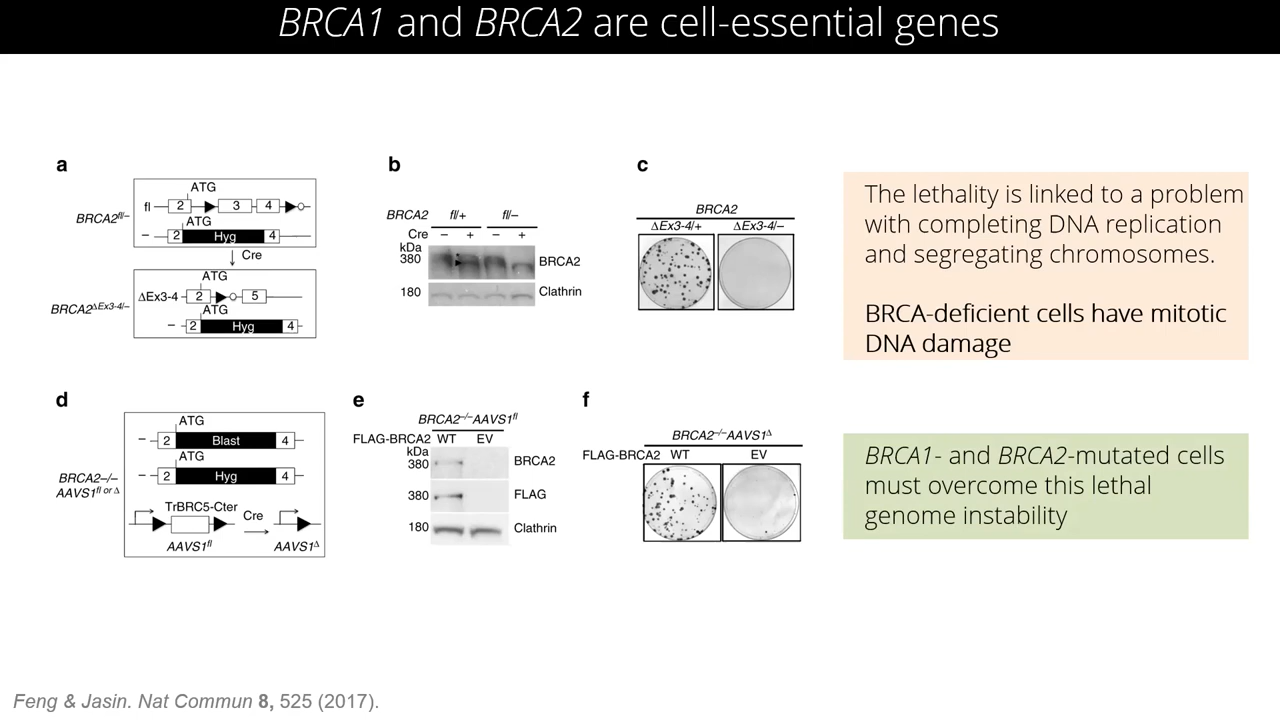 BRCA1 and BRCA2 are cell-essential genes
a
ATG
BRCA2fl/–
fl 2 3 4
ATG
– 2 Hyg 4
Cre
ATG
BRCA2ΔEx3-4/–
ΔEx3-4 2 5
ATG
– 2 Hyg 4
b
BRCA2 fl/+ fl/–
Cre – + – +
kDa
380 BRCA2
180 Clathrin
c
BRCA2
ΔEx3-4/+ ΔEx3-4/–
The lethality is linked to a problem
with completing DNA replication
and segregating chromosomes.
BRCA-deficient cells have mitotic
DNA damage
d
ATG
– 2 Blast 4
ATG
– 2 Hyg 4
BRCA2–/–
AAVS1fl or Δ
TrBRC5-Cter
Cre
AAVS1fl AAVS1Δ
e
BRCA2–/–AAVS1fl
FLAG-BRCA2 WT EV
kDa
380 BRCA2
380 FLAG
180 Clathrin
f
BRCA2–/–AAVS1Δ
FLAG-BRCA2 WT EV
BRCA1- and BRCA2-mutated cells
must overcome this lethal
genome instability
Feng & Jasin. Nat Commun 8, 525 (2017).